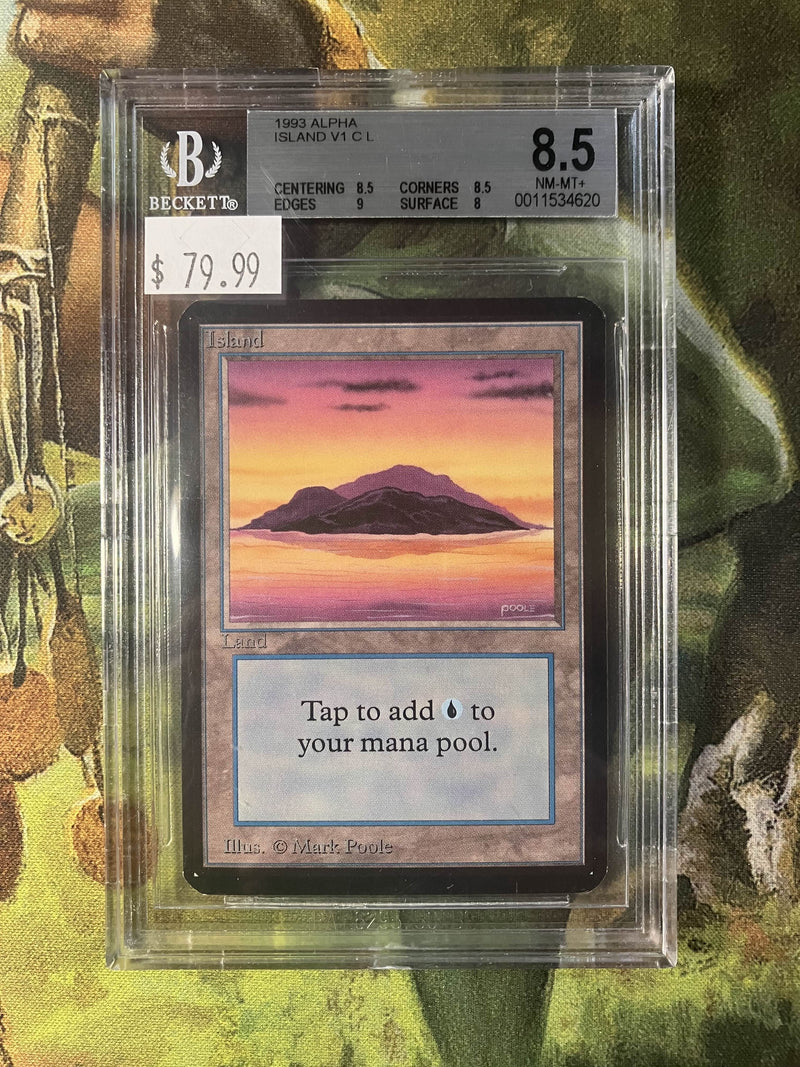 1993 ALPHA
ISLAND V1 C L
8.5
NM-MT+
0011534620
CENTERING 8.5 CORNERS 8.5
EDGES 9 SURFACE 8
B
BECKETT®
$ 79.99
Island
POOLE
Land
Tap to add to
your mana pool.
Illus. © Mark Poole